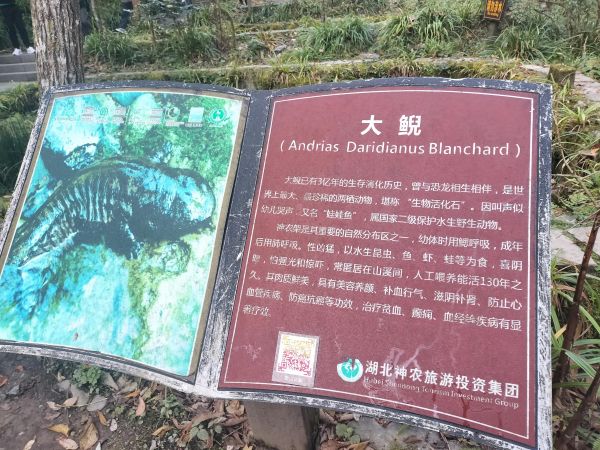 大 鲵
( Andrias Daridianus Blanchard )
大鲵已有3亿年的生存演化历史，曾与恐龙相生相伴，是世
界上最大、最珍稀的两栖动物，堪称“生物活化石”。因叫声似
幼儿哭声，又名“娃娃鱼”，属国家二级保护水生野生动物。
神农架是其重要的自然分布区之一，幼体时用鳃呼吸，成年
后用肺呼吸。性凶猛，以水生昆虫、鱼、虾、蛙等为食，喜阴
暗，怕强光和惊吓，常匿居在山溪间，人工喂养能活130年之
久。其肉质鲜美，具有美容养颜、补血行气、滋阴补肾、防止心
血管疾病、防癌抗癌等功效，治疗贫血、癫痫、血经等疾病有显
著疗效。
湖北神农旅游投资集团
Hubei Shennong Tourism Investment Group